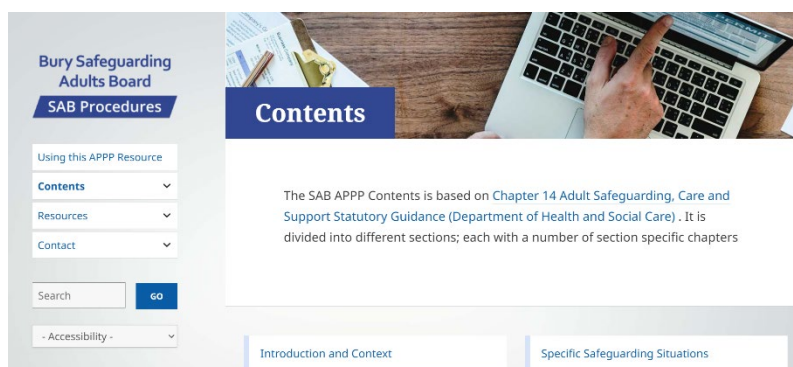 Bury Safeguarding
Adults Board
SAB Procedures
Using this APPP Resource
Contents
Resources
Contact
Search
GO
- Accessibility -
Contents
The SAB APPP Contents is based on Chapter 14 Adult Safeguarding, Care and
Support Statutory Guidance (Department of Health and Social Care) . It is
divided into different sections; each with a number of section specific chapters
Introduction and Context
Specific Safeguarding Situations